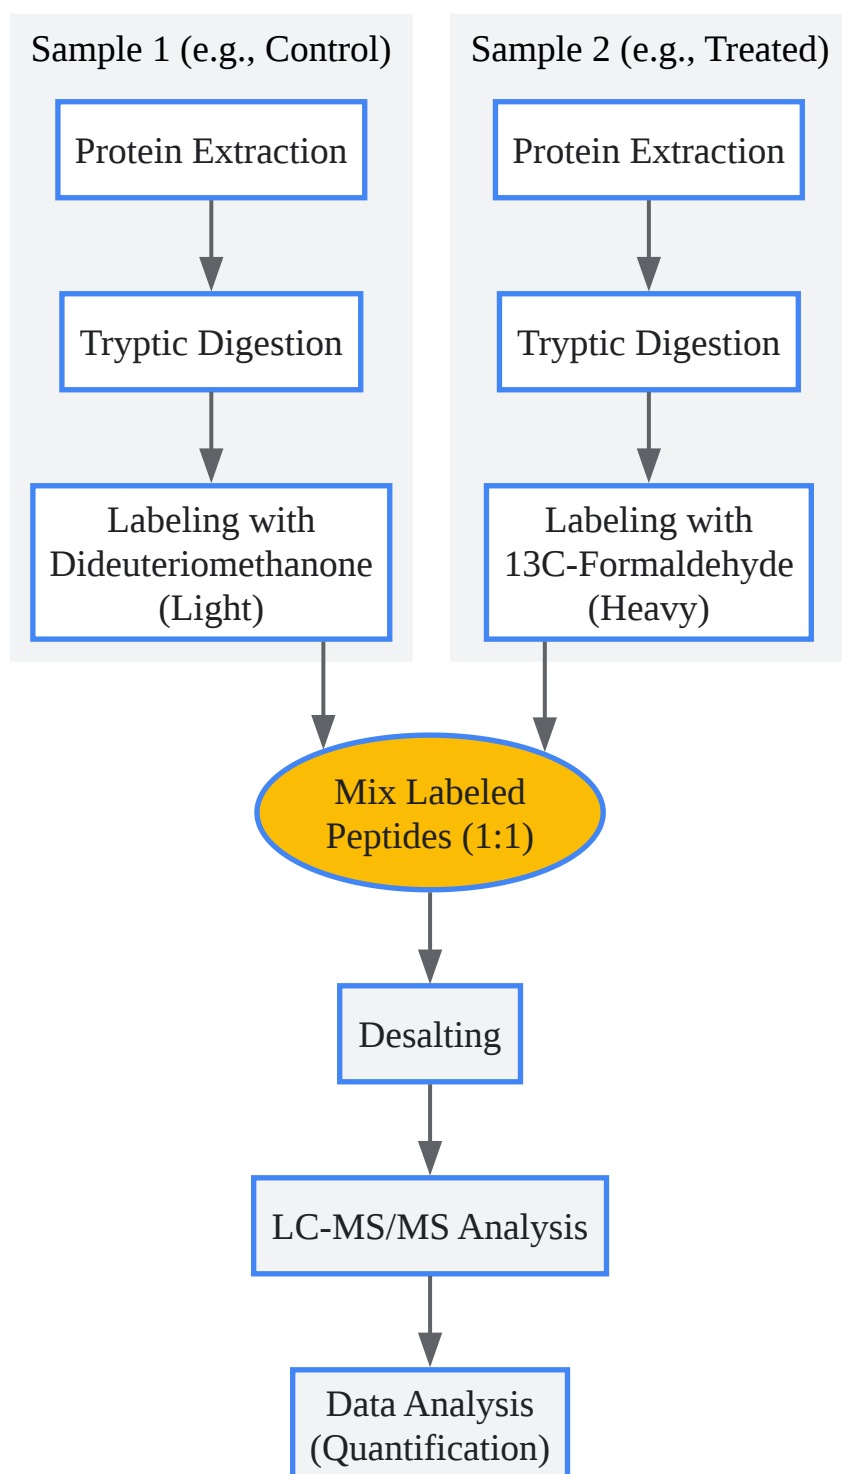 Sample 1 (e.g., Control)
Protein Extraction
Tryptic Digestion
Labeling with
Dideuteriomethanone
(Light)
Sample 2 (e.g., Treated)
Protein Extraction
Tryptic Digestion
Labeling with
13C-Formaldehyde
(Heavy)
Mix Labeled
Peptides (1:1)
Desalting
LC-MS/MS Analysis
Data Analysis
(Quantification)